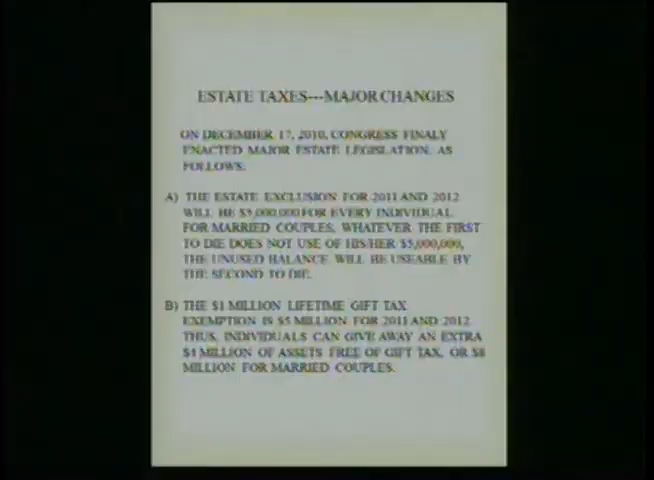 ESTATE TAXES---MAJOR CHANGES
ON DECEMBER 17, 2010, CONGRESS FINALY
ENACTED MAJOR ESTATE LEGISLATION, AS
FOLLOWS:
A) THE ESTATE EXCLUSION FOR 2011 AND 2012
WILL BE $5,000,000 FOR EVERY INDIVIDUAL.
FOR MARRIED COUPLES, WHATEVER THE FIRST
TO DIE DOES NOT USE OF HIS/HER $5,000,000,
THE UNUSED BALANCE WILL BE USEABLE BY
THE SECOND TO DIE.
B) THE $1 MILLION LIFETIME GIFT TAX
EXEMPTION IS $5 MILLION FOR 2011 AND 2012
THUS, INDIVIDUALS CAN GIVE AWAY AN EXTRA
$4 MILLION OF ASSETS FREE OF GIFT TAX, OR $8
MILLION FOR MARRIED COUPLES.